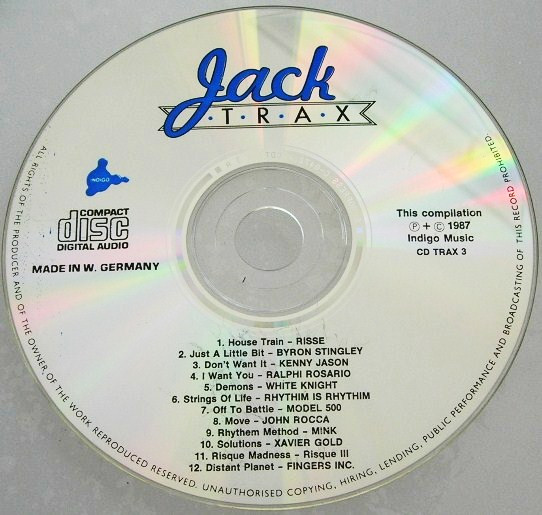 Jack
T·R·A·X
INDIGO
COMPACT
disc
DIGITAL AUDIO
MADE IN W. GERMANY
This compilation
Ⓟ + © 1987
Indigo Music
CD TRAX 3
1. House Train – RISSE
2. Just A Little Bit – BYRON STINGLEY
3. Don't Want It – KENNY JASON
4. I Want You – RALPHI ROSARIO
5. Demons – WHITE KNIGHT
6. Strings Of Life – RHYTHIM IS RHYTHIM
7. Off To Battle – MODEL 500
8. Move – JOHN ROCCA
9. Rhythem Method – M!NK
10. Solutions – XAVIER GOLD
11. Risque Madness – Risque III
12. Distant Planet – FINGERS INC.
ALL RIGHTS OF THE PRODUCER AND OF THE OWNER OF THE WORK REPRODUCED RESERVED. UNAUTHORISED COPYING, HIRING, LENDING, PUBLIC PERFORMANCE AND BROADCASTING OF THIS RECORD PROHIBITED.